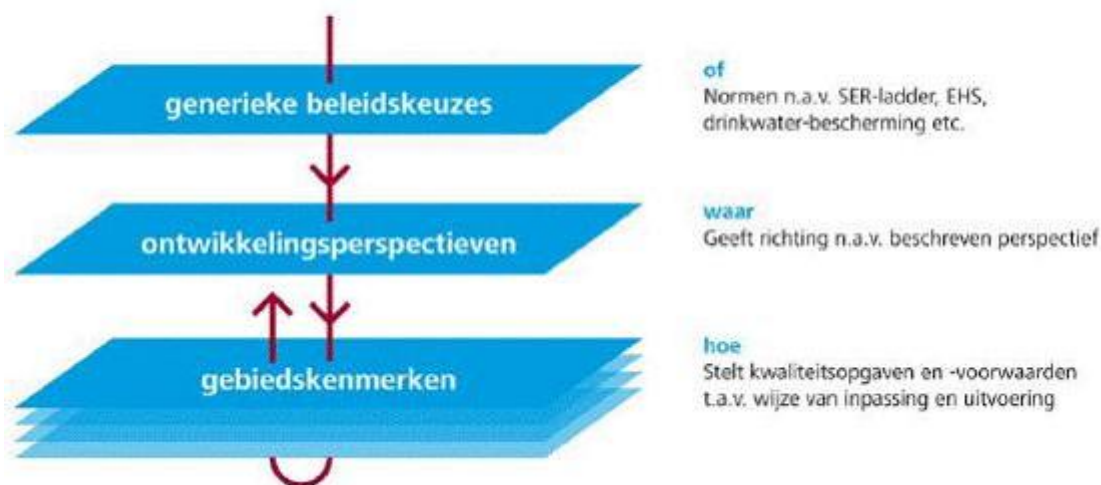 generieke beleidskeuzes
of
Normen n.a.v. SER-ladder, EHS,
drinkwater-bescherming etc.
ontwikkelingsperspectieven
waar
Geeft richting n.a.v. beschreven perspectief
gebiedskenmerken
hoe
Stelt kwaliteitsopgaven en -voorwaarden
t.a.v. wijze van inpassing en uitvoering